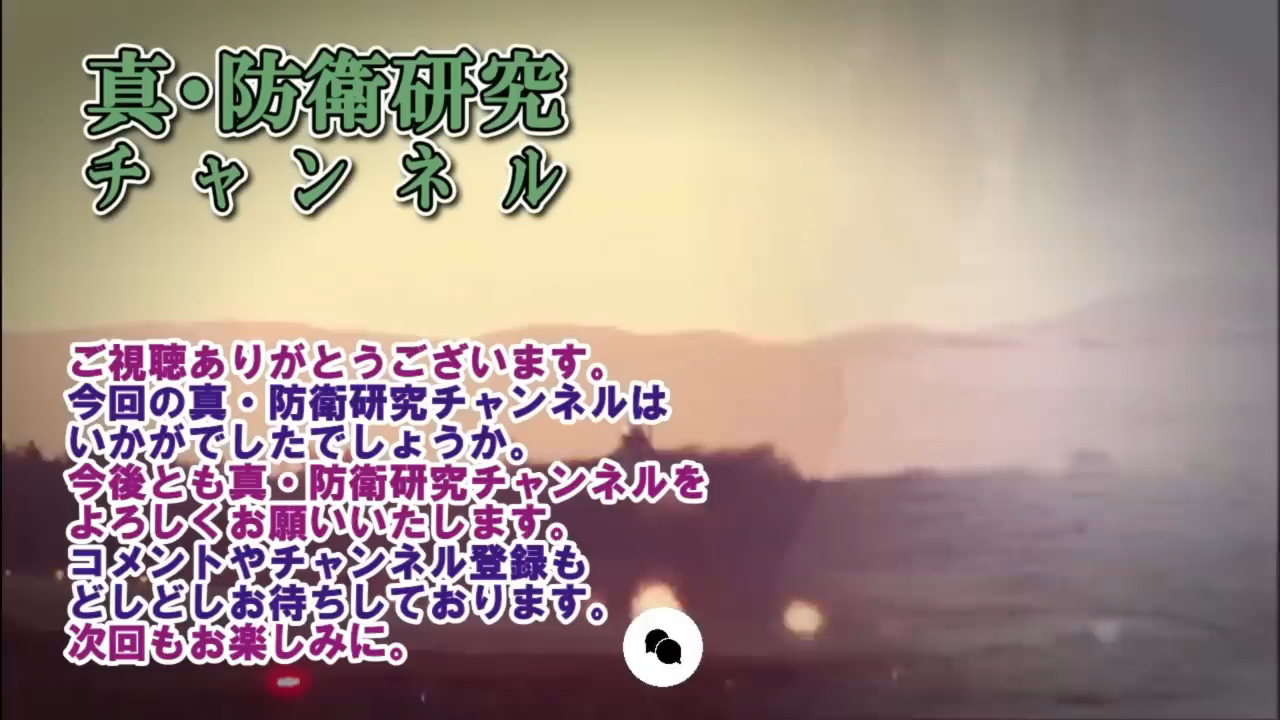 真・防衛研究
チャンネル
ご視聴ありがとうございます。
今回の真・防衛研究チャンネルは
いかがでしたでしょうか。
今後とも真・防衛研究チャンネルを
よろしくお願いいたします。
コメントやチャンネル登録も
どしどしお待ちしております。
次回もお楽しみに。